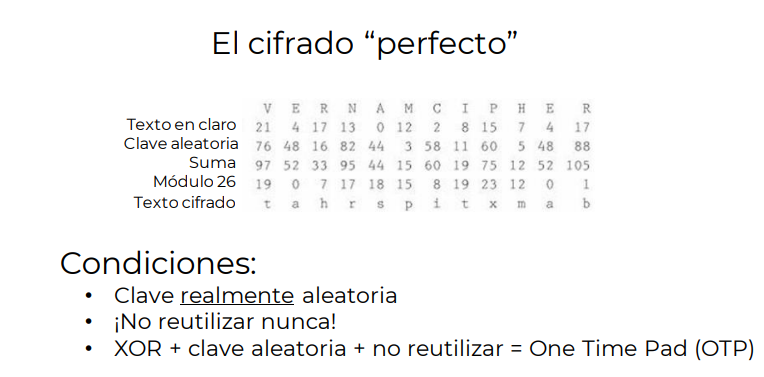 El cifrado “perfecto”
V E R N A M C I P H E R
Texto en claro 21 4 17 13 0 12 2 8 15 7 4 17
Clave aleatoria 76 48 16 82 44 3 58 11 60 5 48 88
Suma 97 52 33 95 44 15 60 19 75 12 52 105
Módulo 26 19 0 7 17 18 15 8 19 23 12 0 1
Texto cifrado t a h r s p i t x m a b
Condiciones:
• Clave realmente aleatoria
• ¡No reutilizar nunca!
• XOR + clave aleatoria + no reutilizar = One Time Pad (OTP)